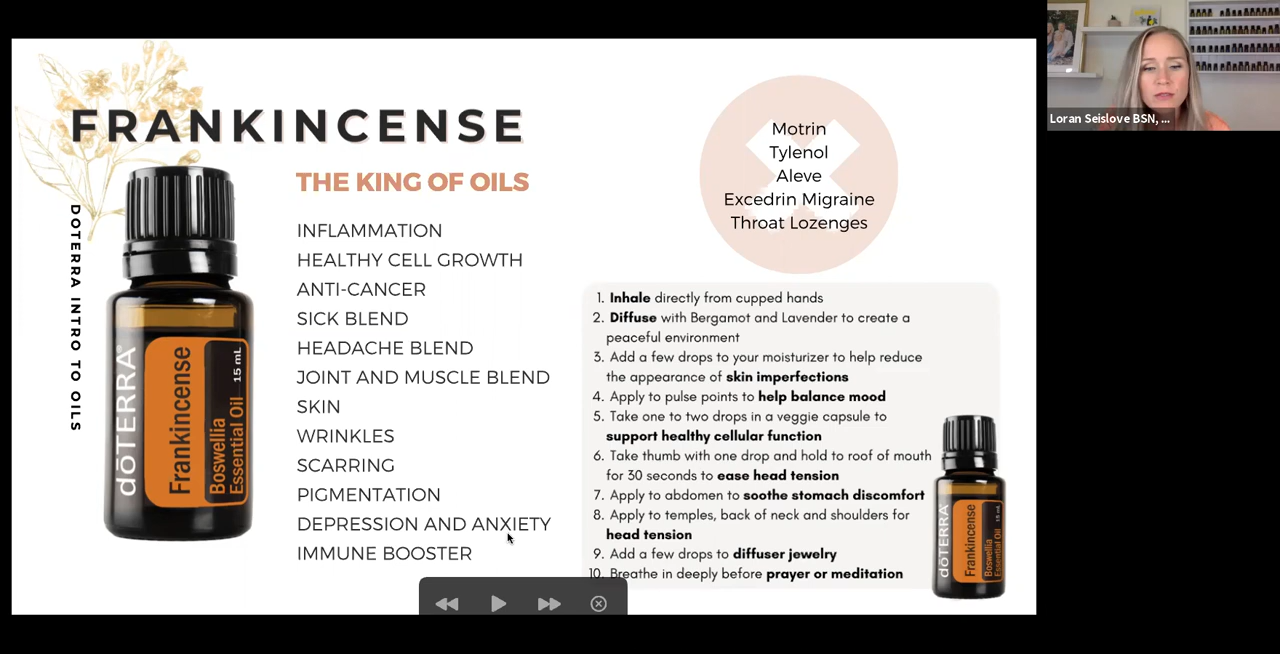 FRANKINCENSE
THE KING OF OILS
DOTERRA INTRO TO OILS
INFLAMMATION
HEALTHY CELL GROWTH
ANTI-CANCER
SICK BLEND
HEADACHE BLEND
JOINT AND MUSCLE BLEND
SKIN
WRINKLES
SCARRING
PIGMENTATION
DEPRESSION AND ANXIETY
IMMUNE BOOSTER
dōTERRA®
Frankincense
Boswellia
Essential Oil 15 mL
Motrin
Tylenol
Aleve
Excedrin Migraine
Throat Lozenges
1. Inhale directly from cupped hands
2. Diffuse with Bergamot and Lavender to create a
peaceful environment
3. Add a few drops to your moisturizer to help reduce
the appearance of skin imperfections
4. Apply to pulse points to help balance mood
5. Take one to two drops in a veggie capsule to
support healthy cellular function
6. Take thumb with one drop and hold to roof of mouth
for 30 seconds to ease head tension
7. Apply to abdomen to soothe stomach discomfort
8. Apply to temples, back of neck and shoulders for
head tension
9. Add a few drops to diffuser jewelry
10. Breathe in deeply before prayer or meditation
dōTERRA
Frankincense
Boswellia
Essential Oil 15 mL
Loran Seislove BSN, ...